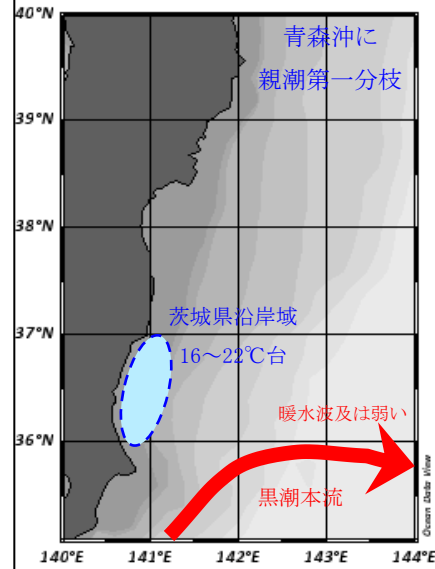 40°N
青森沖に
親潮第一分枝
39°N
38°N
37°N
茨城県沿岸域
16～22℃台
暖水波及は弱い
36°N
黒潮本流
Ocean Data View
140°E
141°E
142°E
143°E
144°E